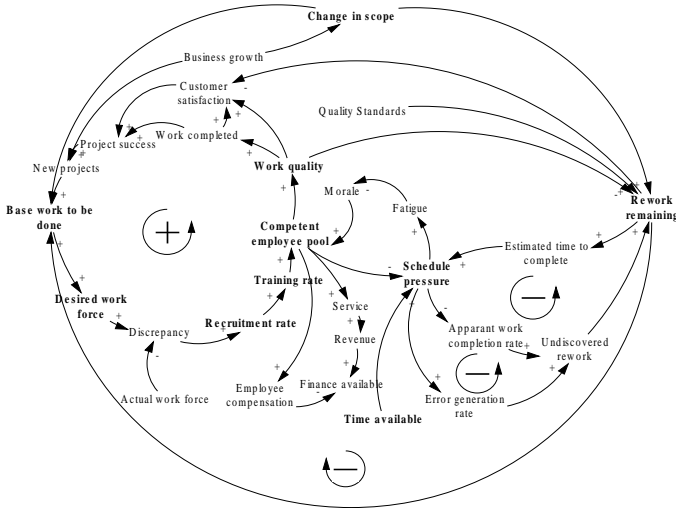 Change in scope
Business growth
Customer
satisfaction
Quality Standards
Project success
Work completed
New projects
Work quality
Morale
Fatigue
Rework
remaining
Base work to be
done
Competent
employee pool
Estimated time to
complete
Schedule
pressure
Training rate
Desired work
force
Service
Recruitment rate
Discrepancy
Revenue
Apparant work
completion rate
Undiscovered
rework
Employee
compensation
Finance available
Actual work force
Error generation
rate
Time available